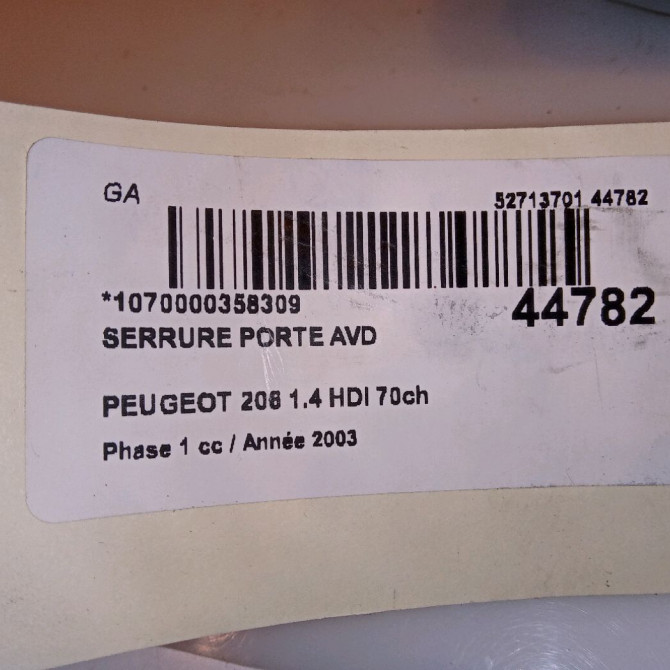 GA
52713701 44782
*1070000358309
44782
SERRURE PORTE AVD
PEUGEOT 206 1.4 HDI 70ch
Phase 1 cc / Année 2003